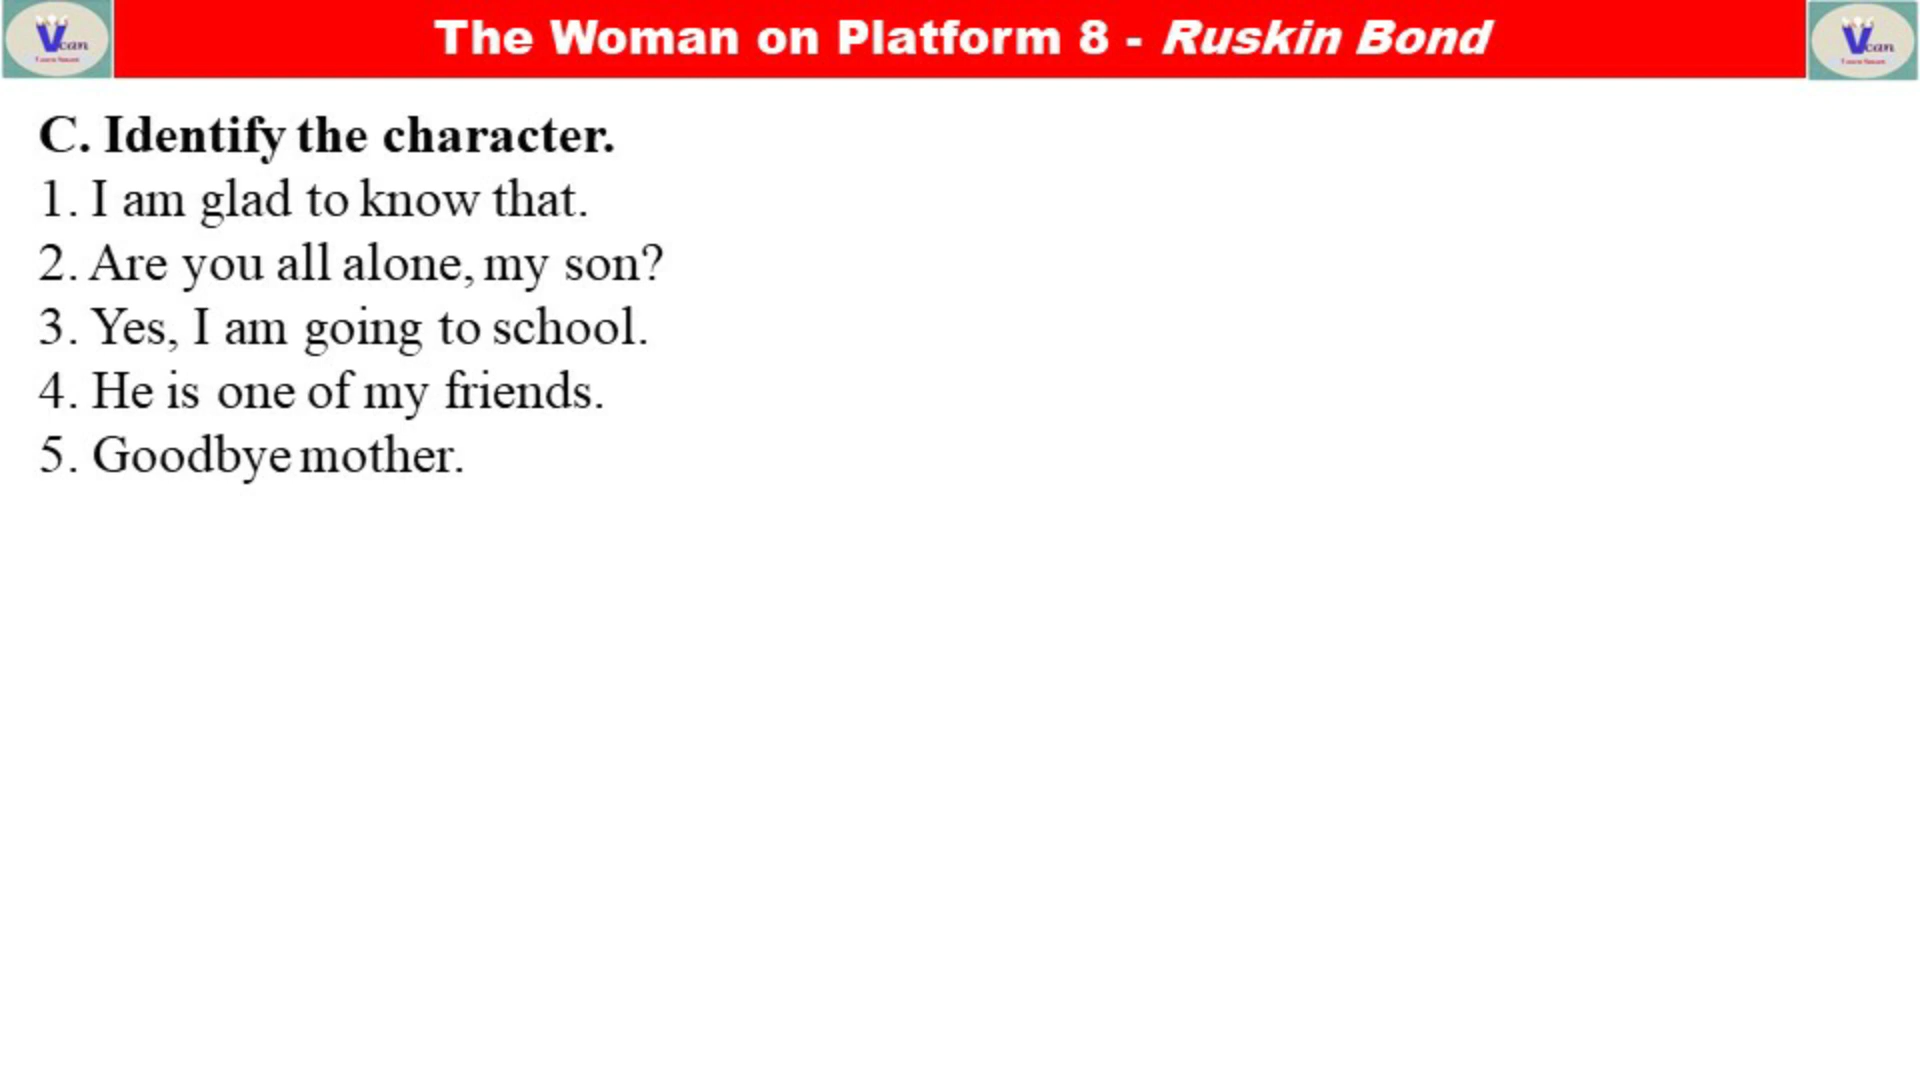 Vcan
The Woman on Platform 8 - Ruskin Bond
Vcan
C. Identify the character.
1. I am glad to know that.
2. Are you all alone, my son?
3. Yes, I am going to school.
4. He is one of my friends.
5. Goodbye mother.